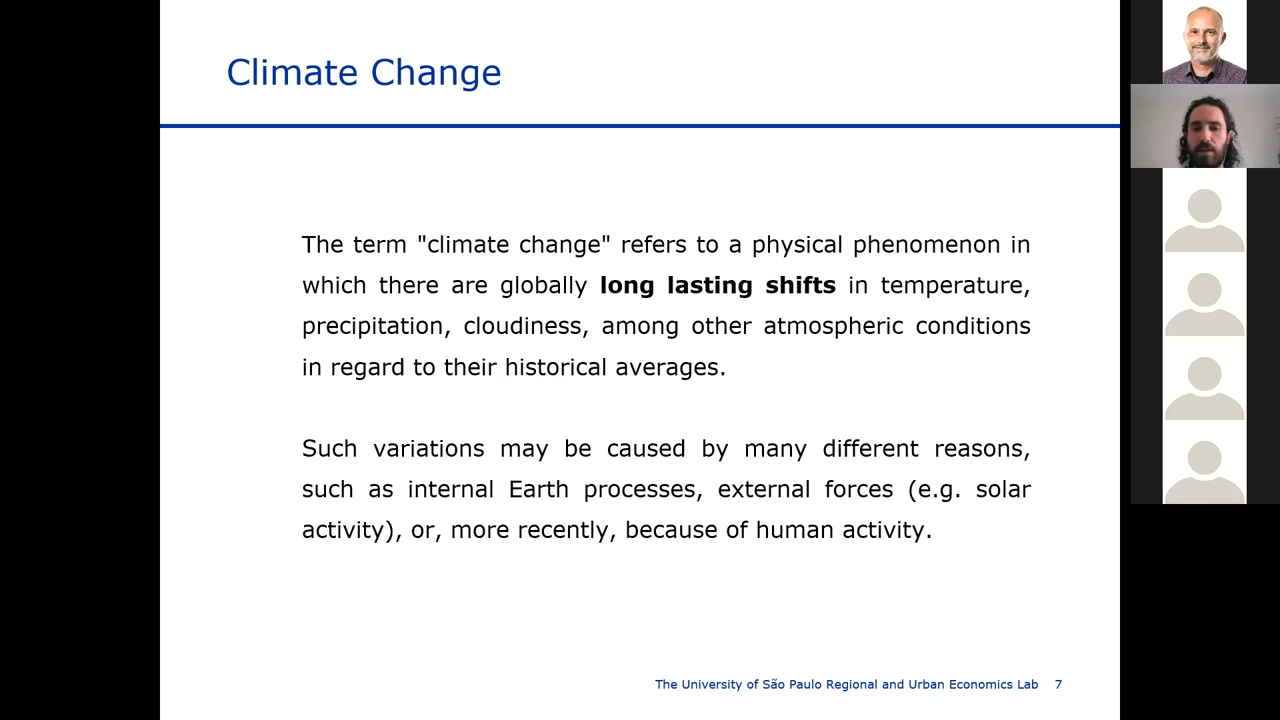 Climate Change
The term "climate change" refers to a physical phenomenon in
which there are globally long lasting shifts in temperature,
precipitation, cloudiness, among other atmospheric conditions
in regard to their historical averages.
Such variations may be caused by many different reasons,
such as internal Earth processes, external forces (e.g. solar
activity), or, more recently, because of human activity.
The University of São Paulo Regional and Urban Economics Lab 7